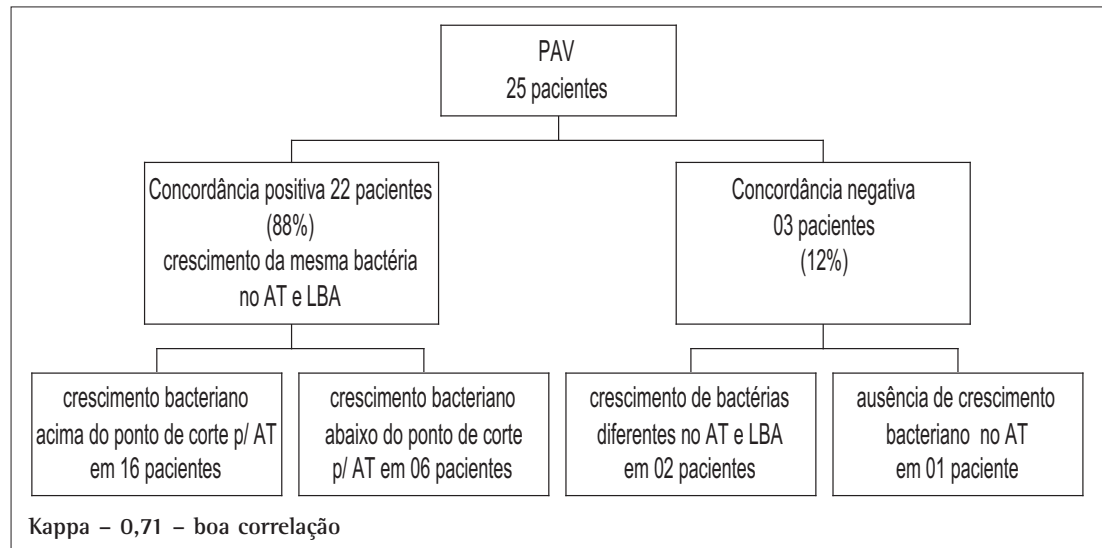 PAV
25 pacientes
Concordância positiva 22 pacientes
(88%)
crescimento da mesma bactéria
no AT e LBA
Concordância negativa
03 pacientes
(12%)
crescimento bacteriano
acima do ponto de corte p/ AT
em 16 pacientes
crescimento bacteriano
abaixo do ponto de corte
p/ AT em 06 pacientes
crescimento de bactérias
diferentes no AT e LBA
em 02 pacientes
ausência de crescimento
bacteriano no AT
em 01 paciente
Kappa – 0,71 – boa correlação